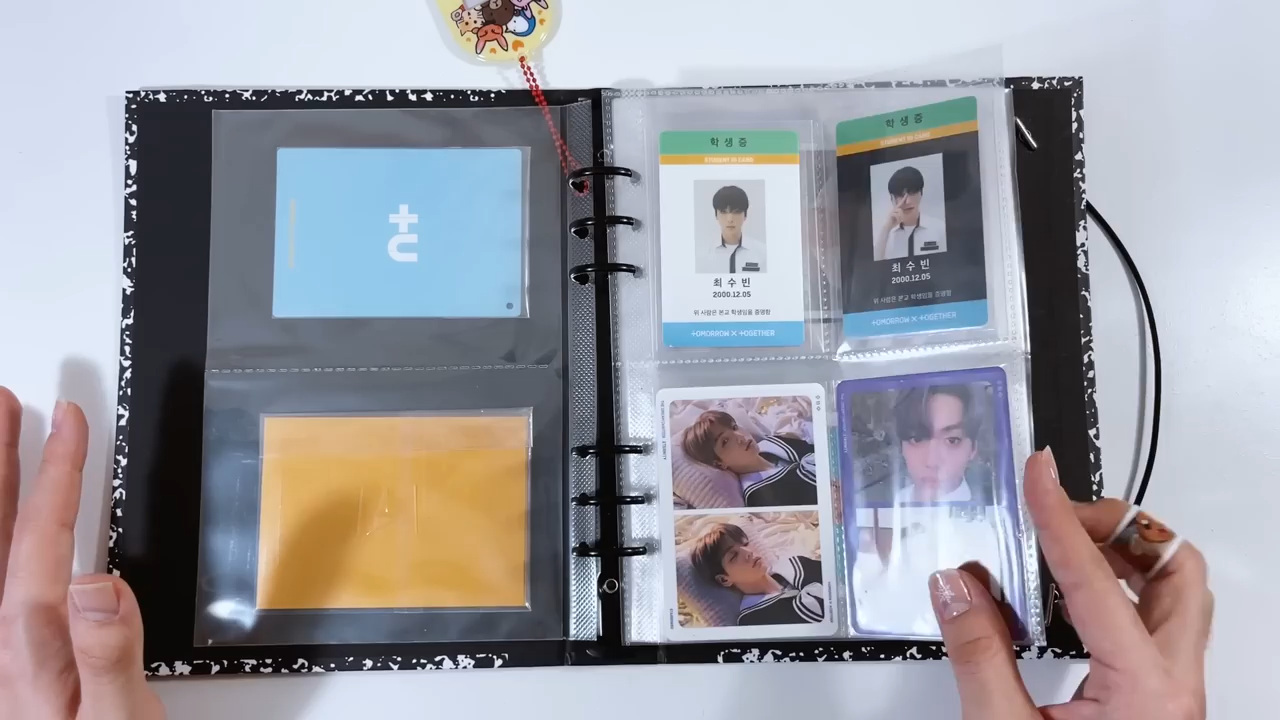 학생증
STUDENT ID CARD
최수빈
2000.12.05
위 사람은 본교 학생임을 증명함
TOMORROW X TOGETHER
학생증
STUDENT ID CARD
최수빈
2000.12.05
위 사람은 본교 학생임을 증명함
TOMORROW X TOGETHER